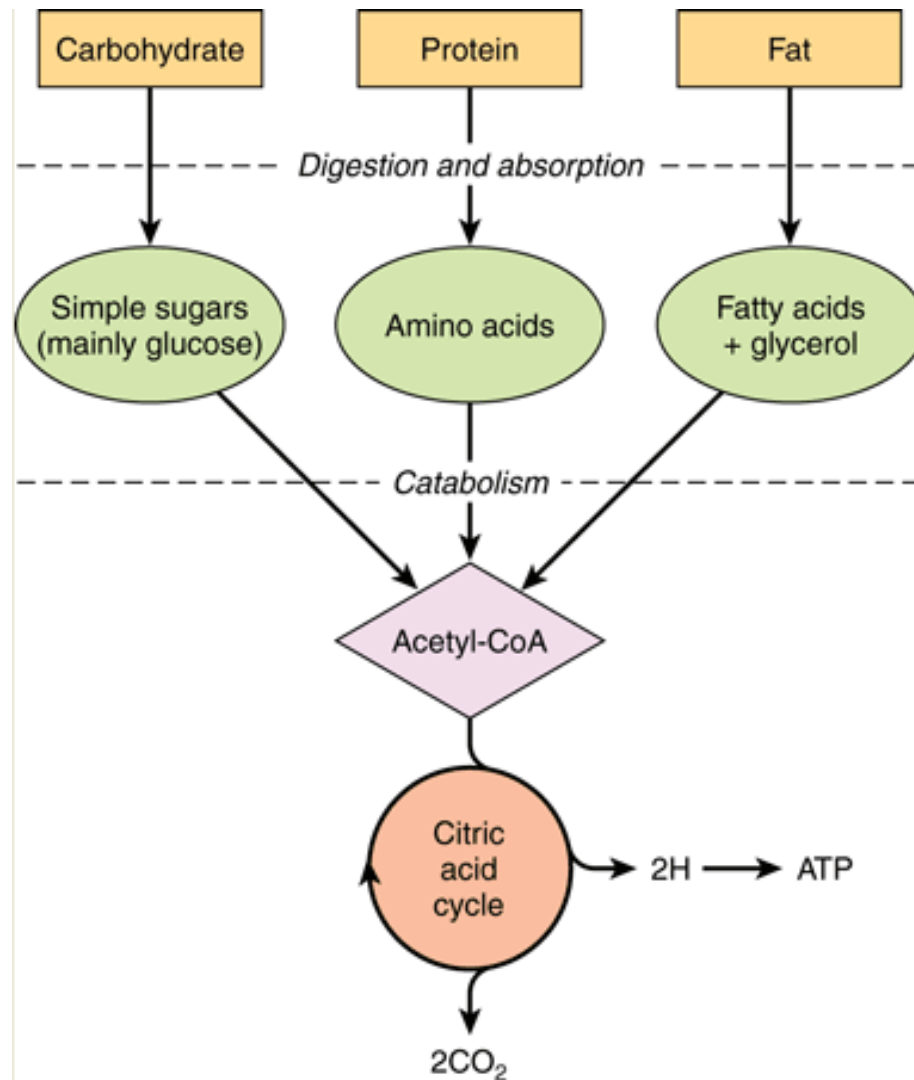 Carbohydrate
Protein
Fat
Digestion and absorption
Simple sugars
(mainly glucose)
Amino acids
Fatty acids
+ glycerol
Catabolism
Acetyl-CoA
Citric
acid
cycle
2H
ATP
2CO₂